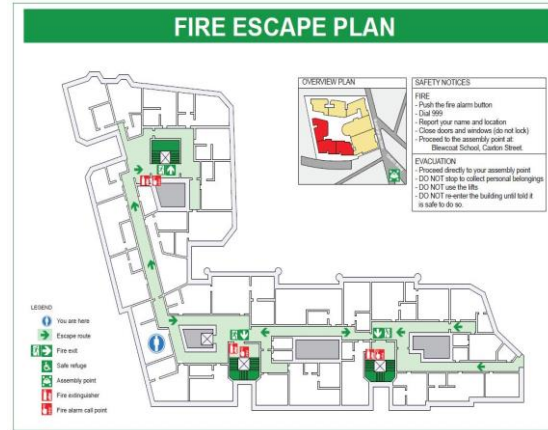 FIRE ESCAPE PLAN
OVERVIEW PLAN
SAFETY NOTICES
FIRE
- Push the fire alarm button
- Dial 999
- Report your name and location
- Close doors and windows (do not lock)
- Proceed to the assembly point at:
Blewcoat School, Caxton Street.
EVACUATION
- Proceed directly to your assembly point
- DO NOT stop to collect personal belongings
- DO NOT use the lifts
- DO NOT re-enter the building until told it
is safe to do so.
LEGEND
You are here
Escape route
Fire exit
Safe refuge
Assembly point
Fire extinguisher
Fire alarm call point